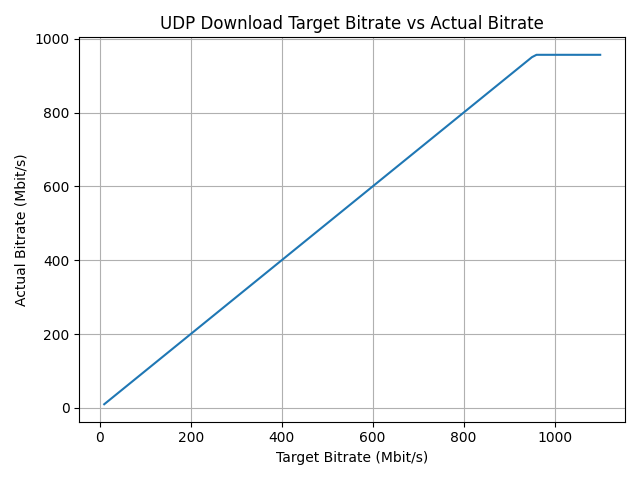 UDP Download Target Bitrate vs Actual Bitrate
1000
800
600
400
200
0
Actual Bitrate (Mbit/s)
0 200 400 600 800 1000
Target Bitrate (Mbit/s)